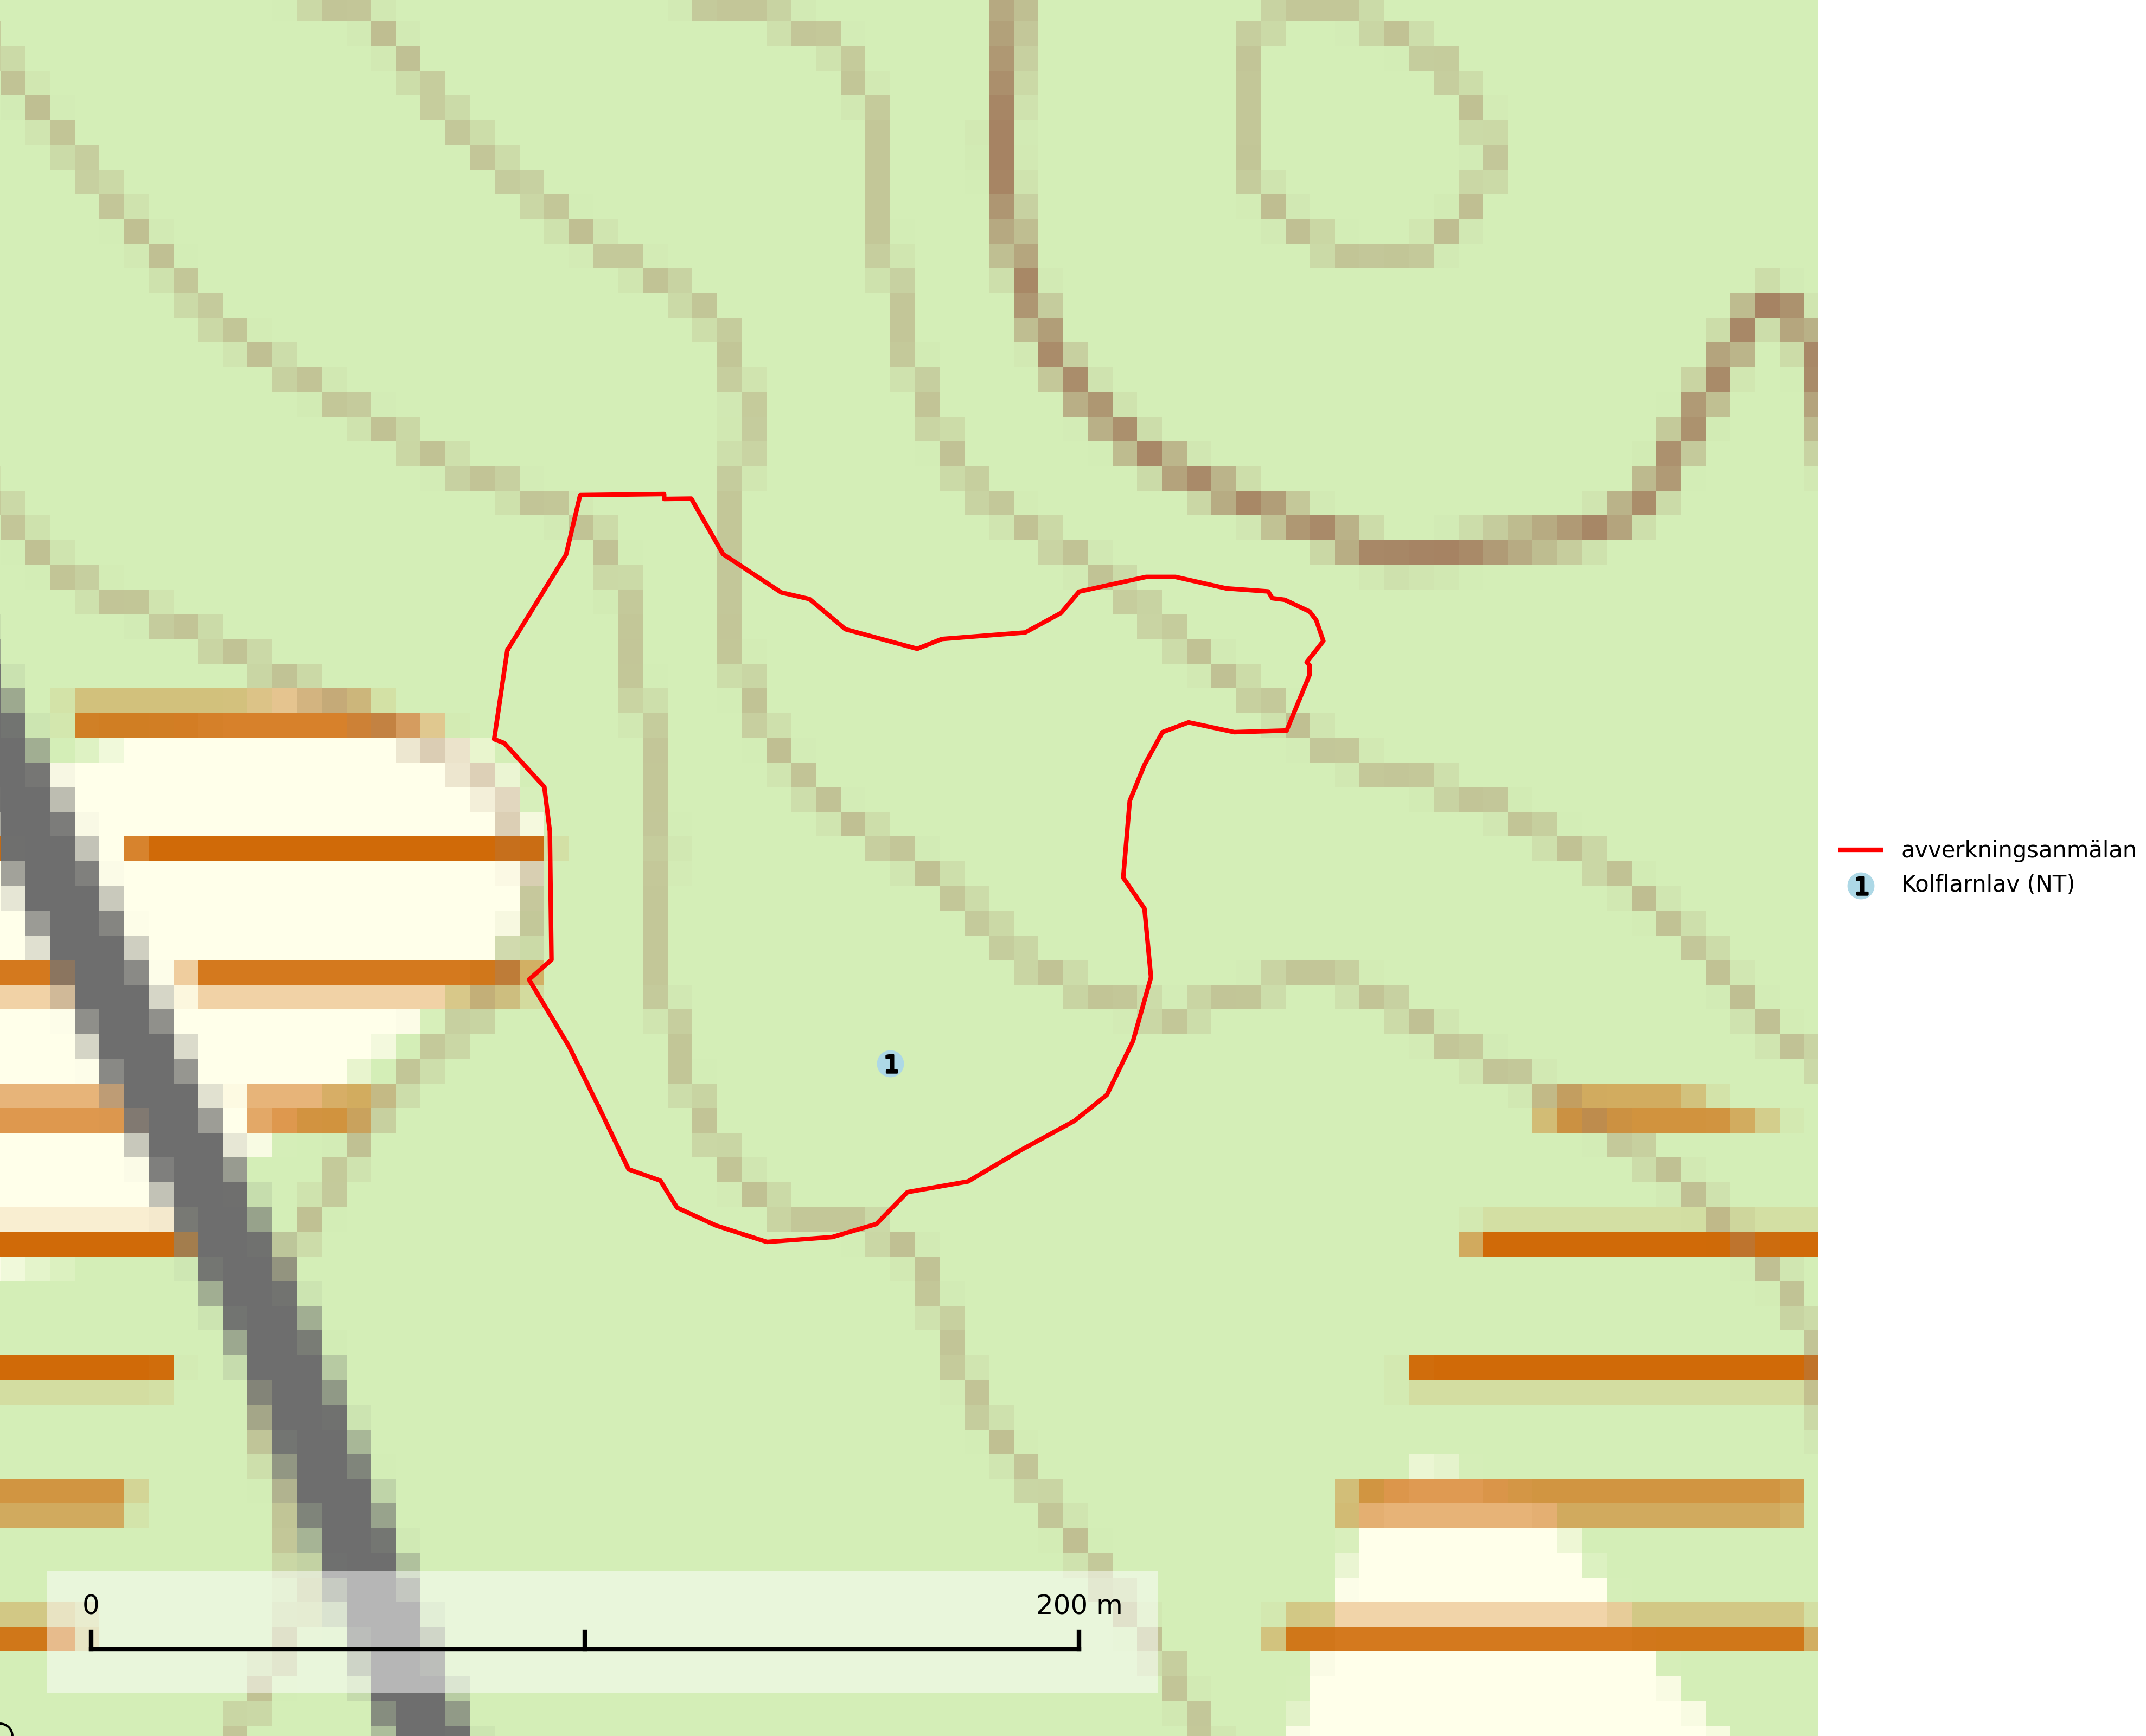 avverkningsanmälan
1 Kolflarnlav (NT)
1
0 200 m